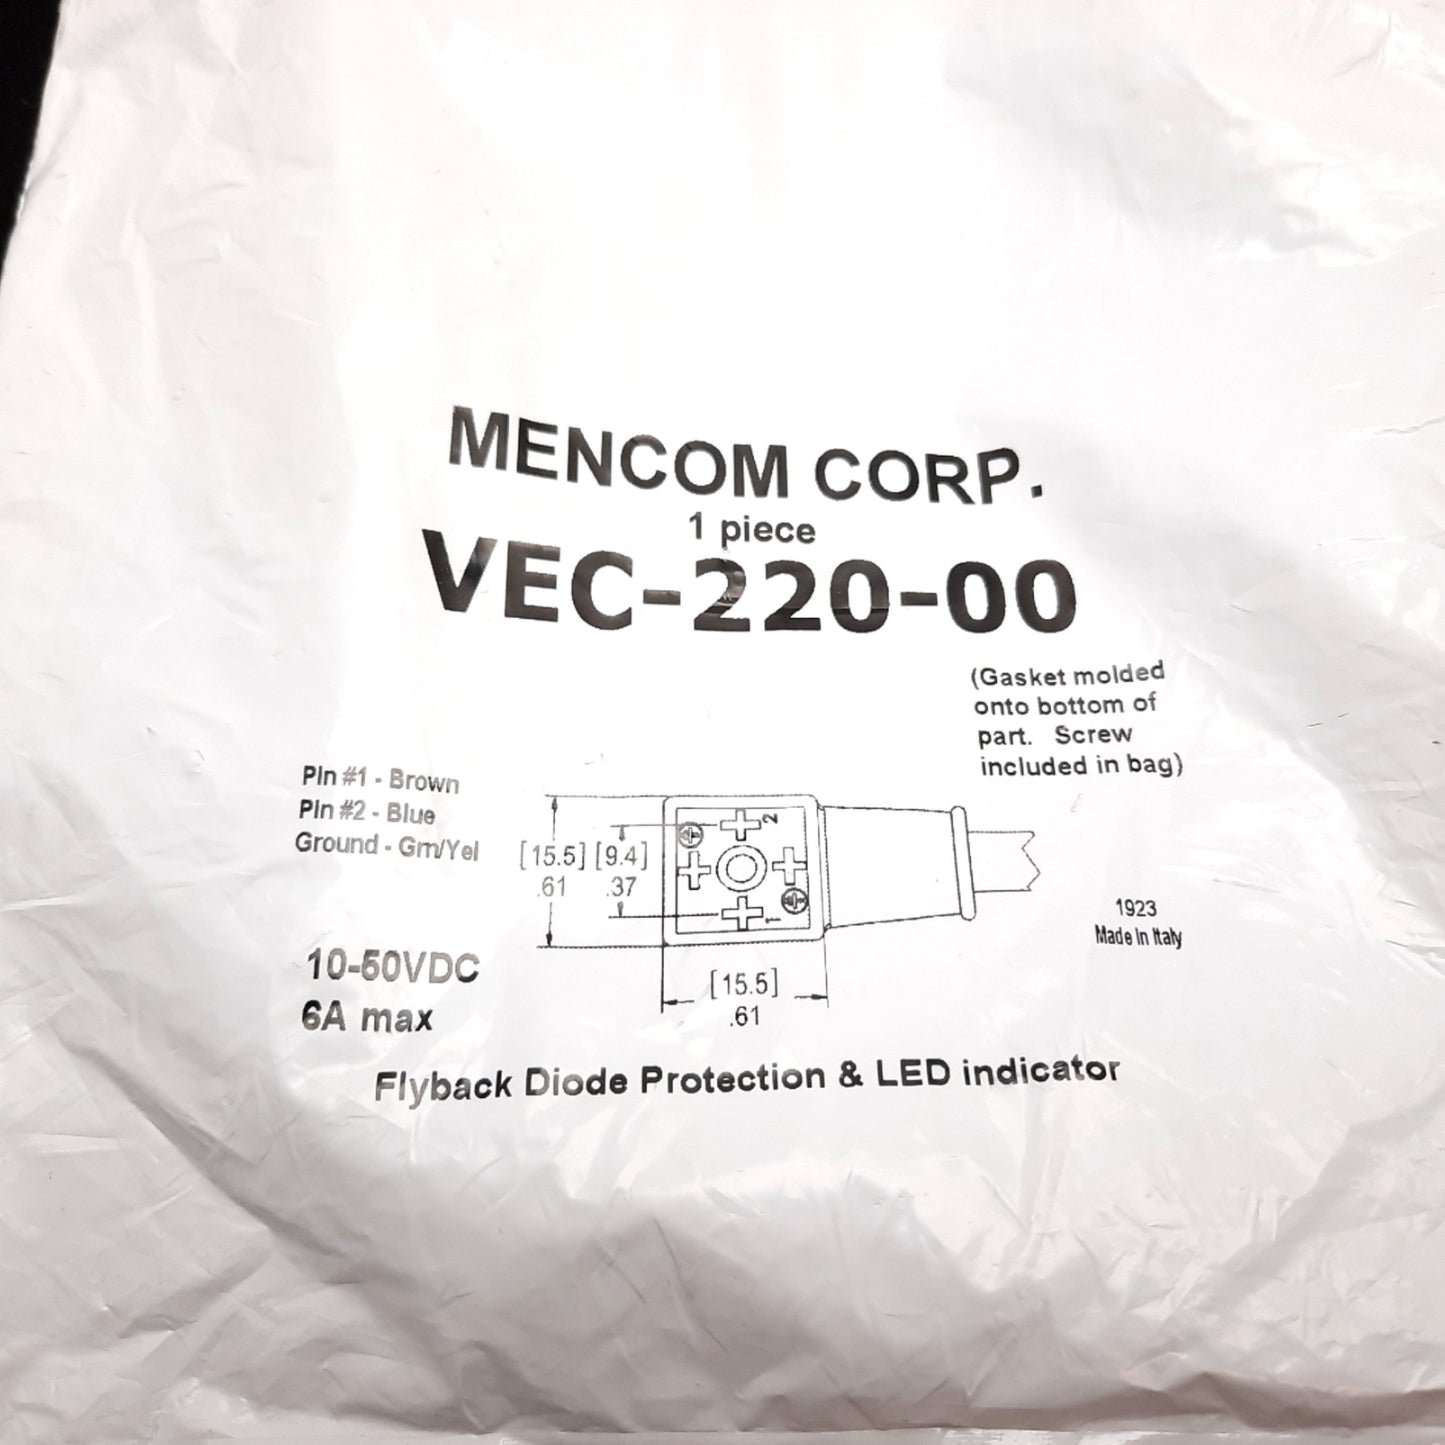 MENCOM CORP.
1 piece
VEC-220-00
(Gasket molded
onto bottom of
part. Screw
included in bag)
Pin #1 - Brown
Pin #2 - Blue
Ground - Grn/Yel
[15.5] [9.4]
.61 .37
2
1
[15.5]
.61
1923
Made in Italy
10-50VDC
6A max
Flyback Diode Protection & LED indicator